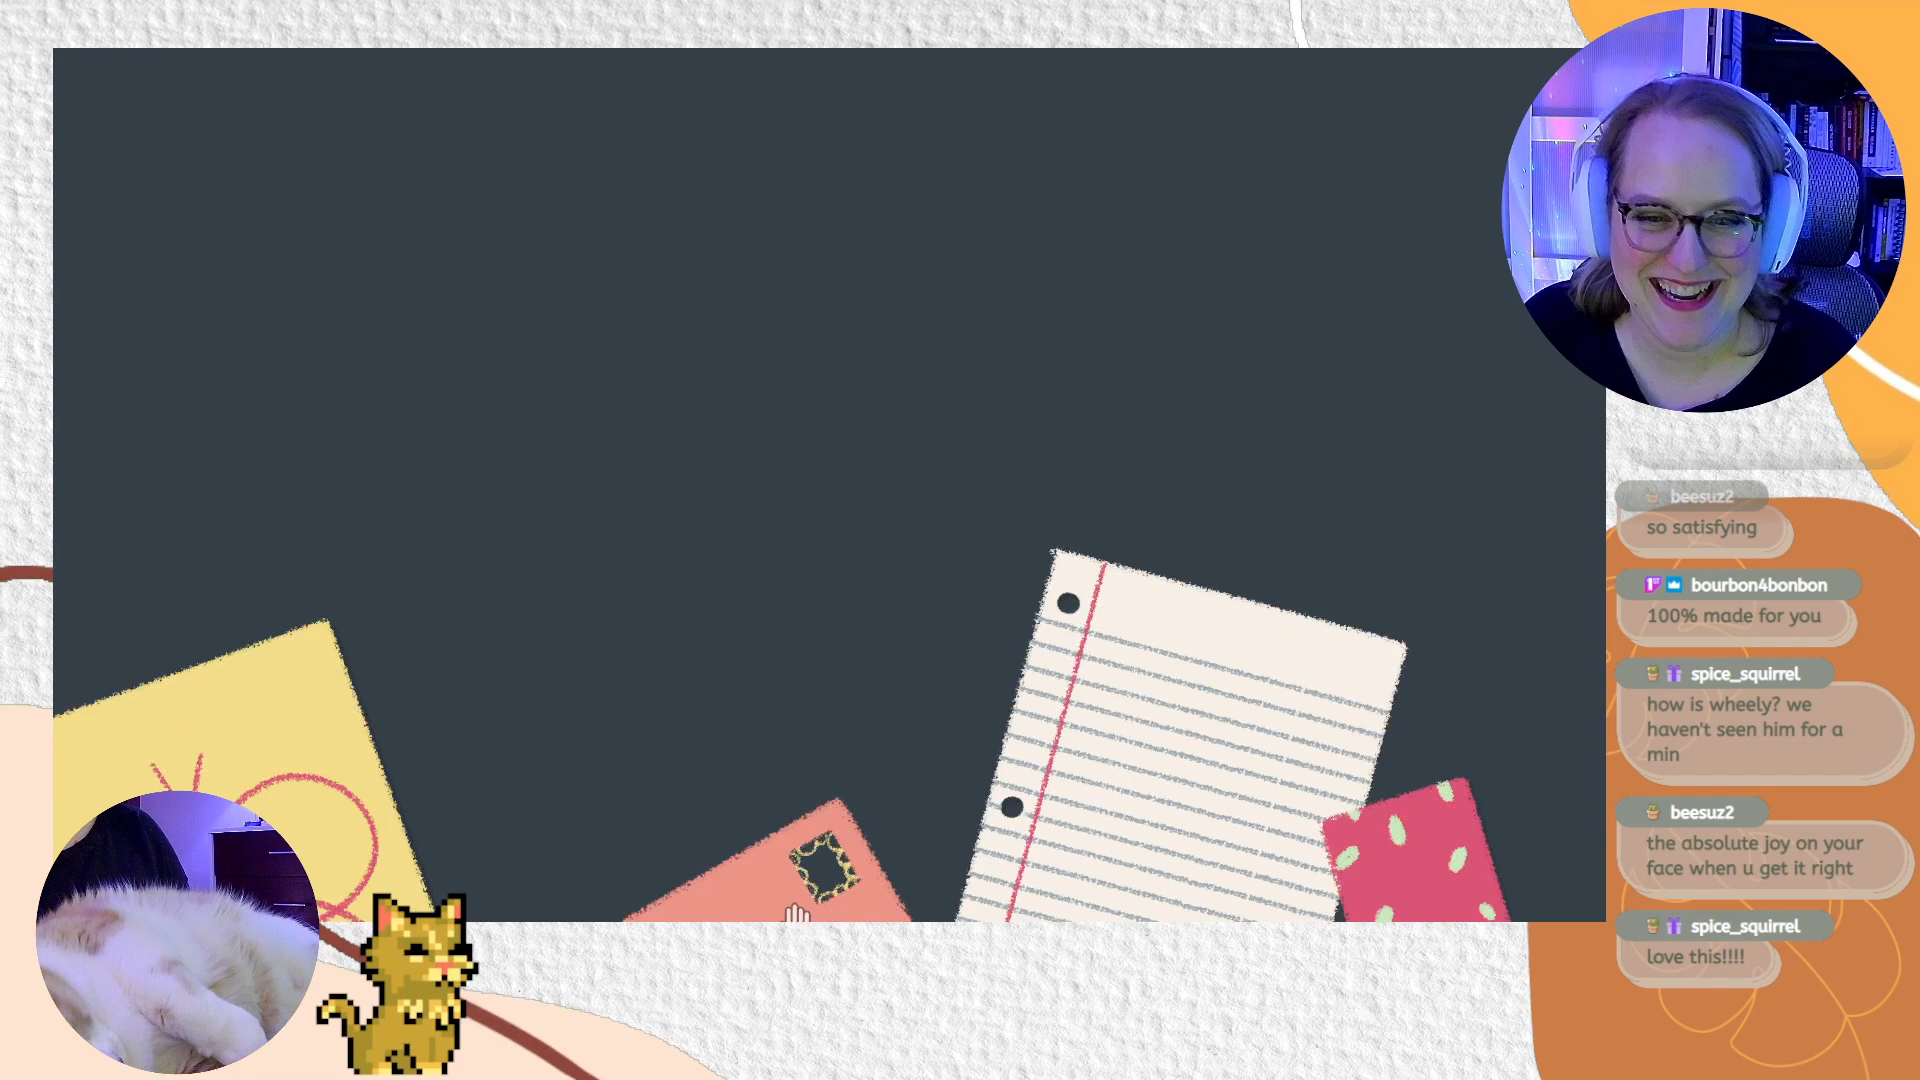 beesuz2
so satisfying
1ST bourbon4bonbon
100% made for you
spice_squirrel
how is wheely? we
haven't seen him for a
min
beesuz2
the absolute joy on your
face when u get it right
spice_squirrel
love this!!!!